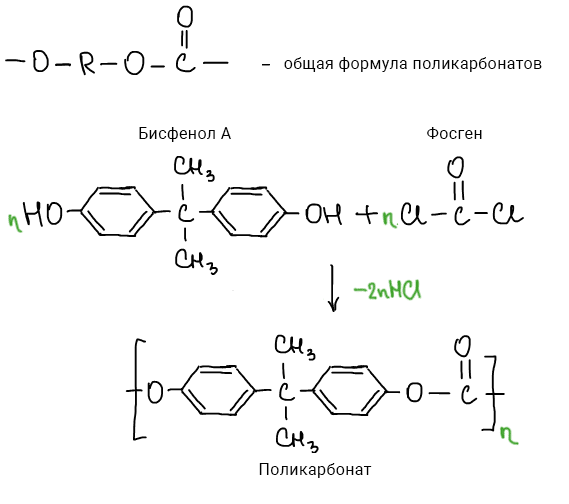 O
–O–R–O–C– – общая формула поликарбонатов
Бисфенол А Фосген
CH3 O
nHO C OH + nCl–C–Cl
CH3
–2nHCl
CH3 O
O C O–C
CH3 n
Поликарбонат